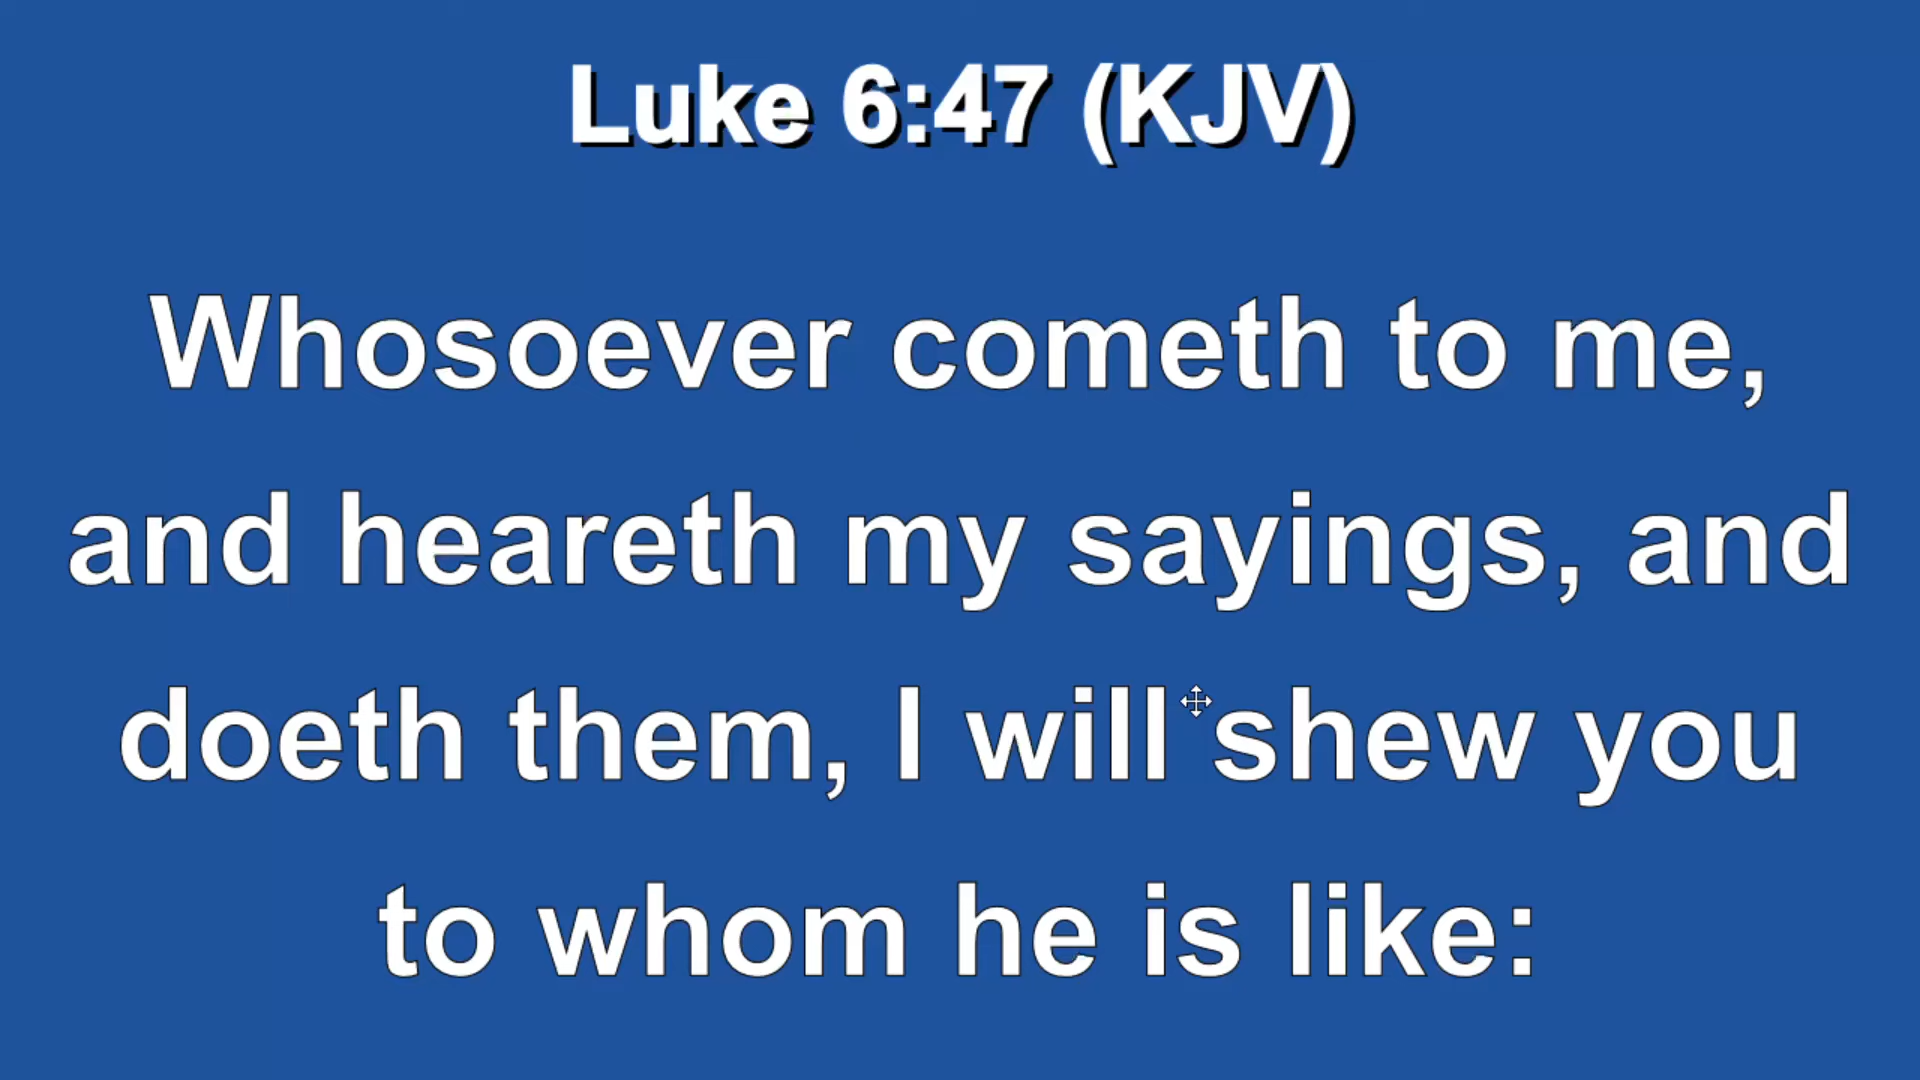 Luke 6:47 (KJV)
Whosoever cometh to me,
and heareth my sayings, and
doeth them, I will shew you
to whom he is like: